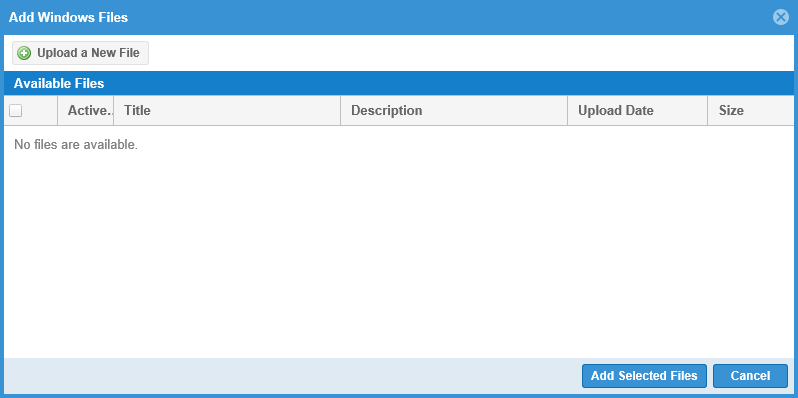 Add Windows Files
Upload a New File
Available Files
Active.. Title Description Upload Date Size
No files are available.
Add Selected Files Cancel